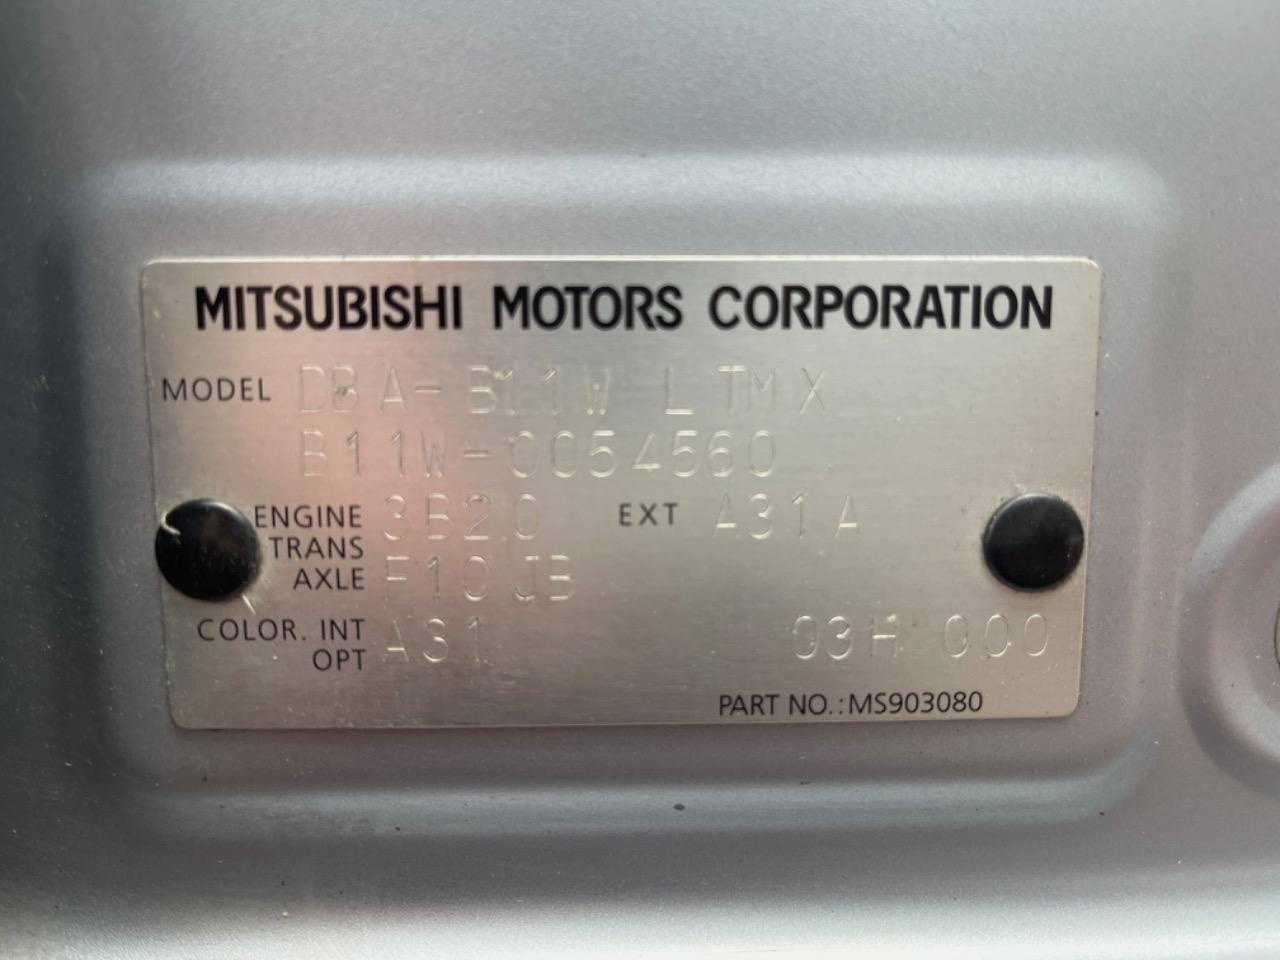 MITSUBISHI MOTORS CORPORATION
MODEL DBA-B11W LTMX
B11W-0054560
ENGINE 3B20 EXT A31A
TRANS
AXLE F10JB
COLOR. INT A31 03H 000
OPT
PART NO.:MS903080